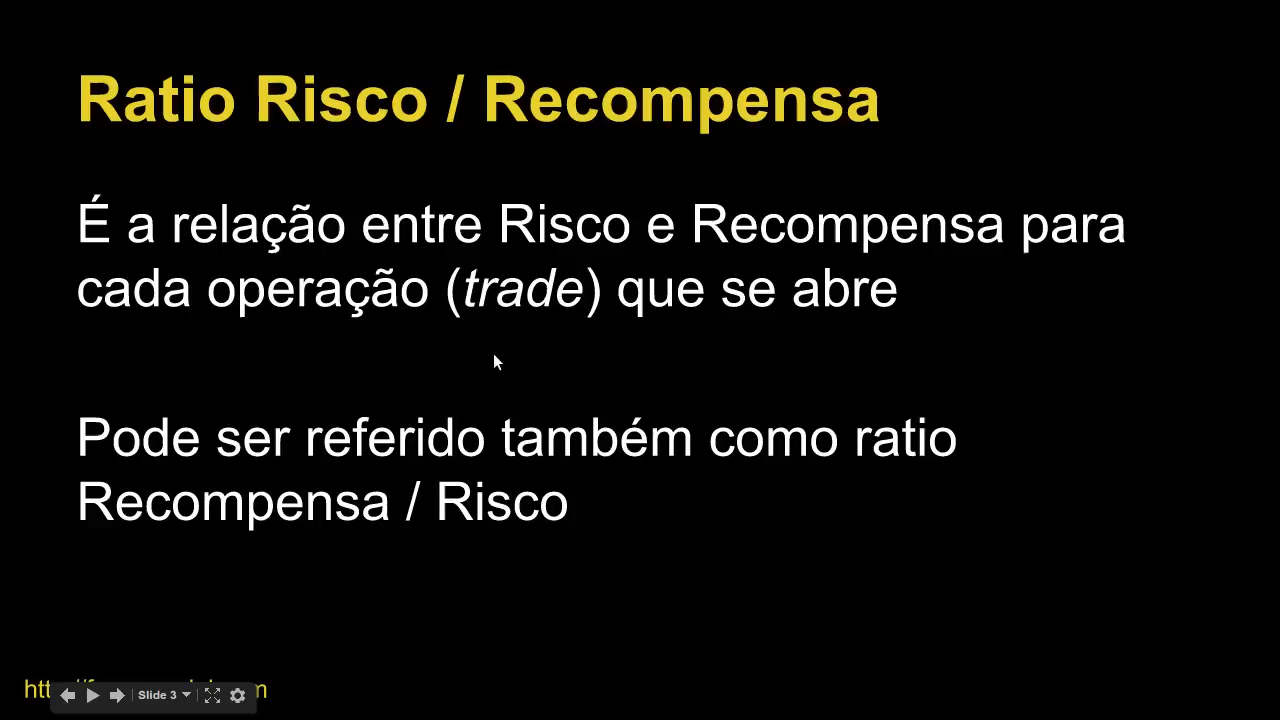 Ratio Risco / Recompensa
É a relação entre Risco e Recompensa para
cada operação (trade) que se abre
Pode ser referido também como ratio
Recompensa / Risco
Slide 3